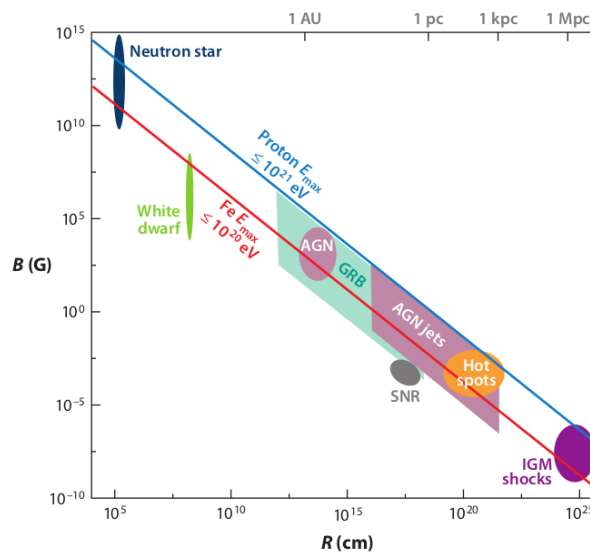 1 AU 1 pc 1 kpc 1 Mpc
10¹⁵
Neutron star
10¹⁰
Proton E_max
≤ 10²¹ eV
White
dwarf
Fe E_max
≤ 10²⁰ eV
10⁵
AGN
GRB
B (G)
10⁰
AGN jets
Hot
spots
SNR
10⁻⁵
IGM
shocks
10⁻¹⁰
10⁵ 10¹⁰ 10¹⁵ 10²⁰ 10²⁵
R (cm)